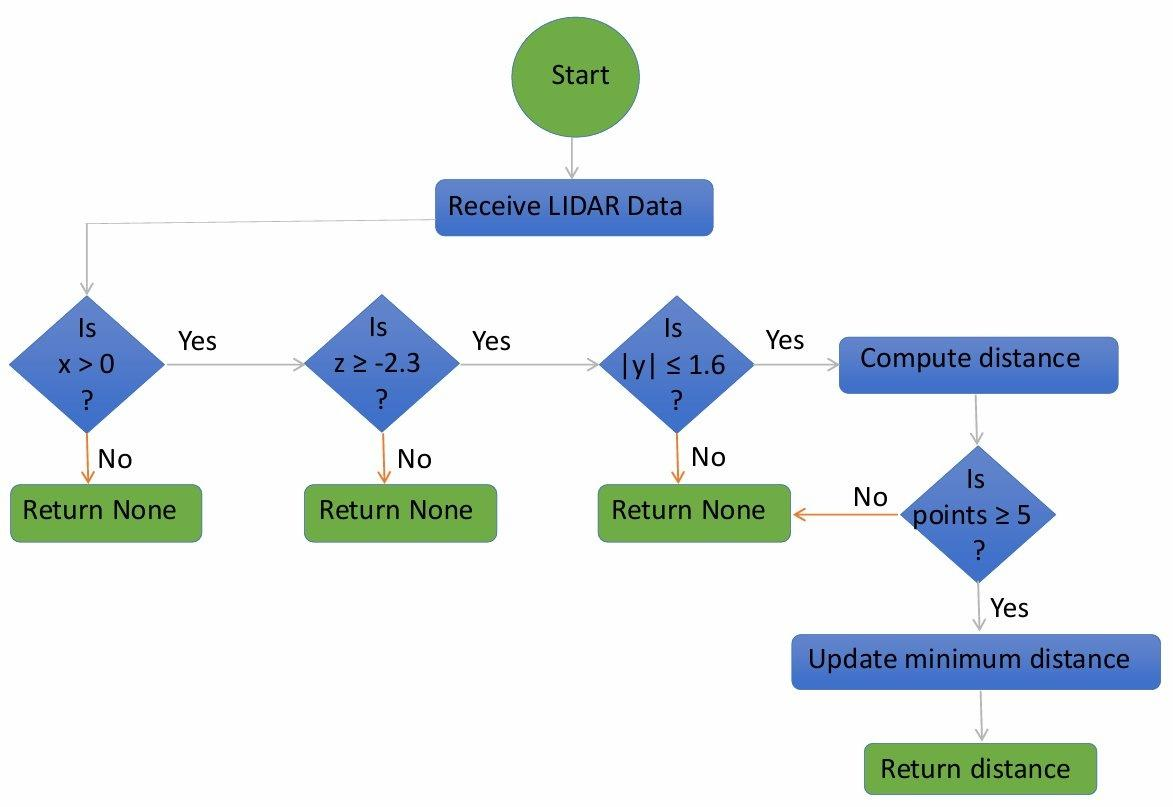 Start
Receive LIDAR Data
Is
x > 0
?
Yes
Is
z ≥ -2.3
?
Yes
Is
|y| ≤ 1.6
?
Yes
Compute distance
No
No
No
Return None
Return None
Return None
No
Is
points ≥ 5
?
Yes
Update minimum distance
Return distance